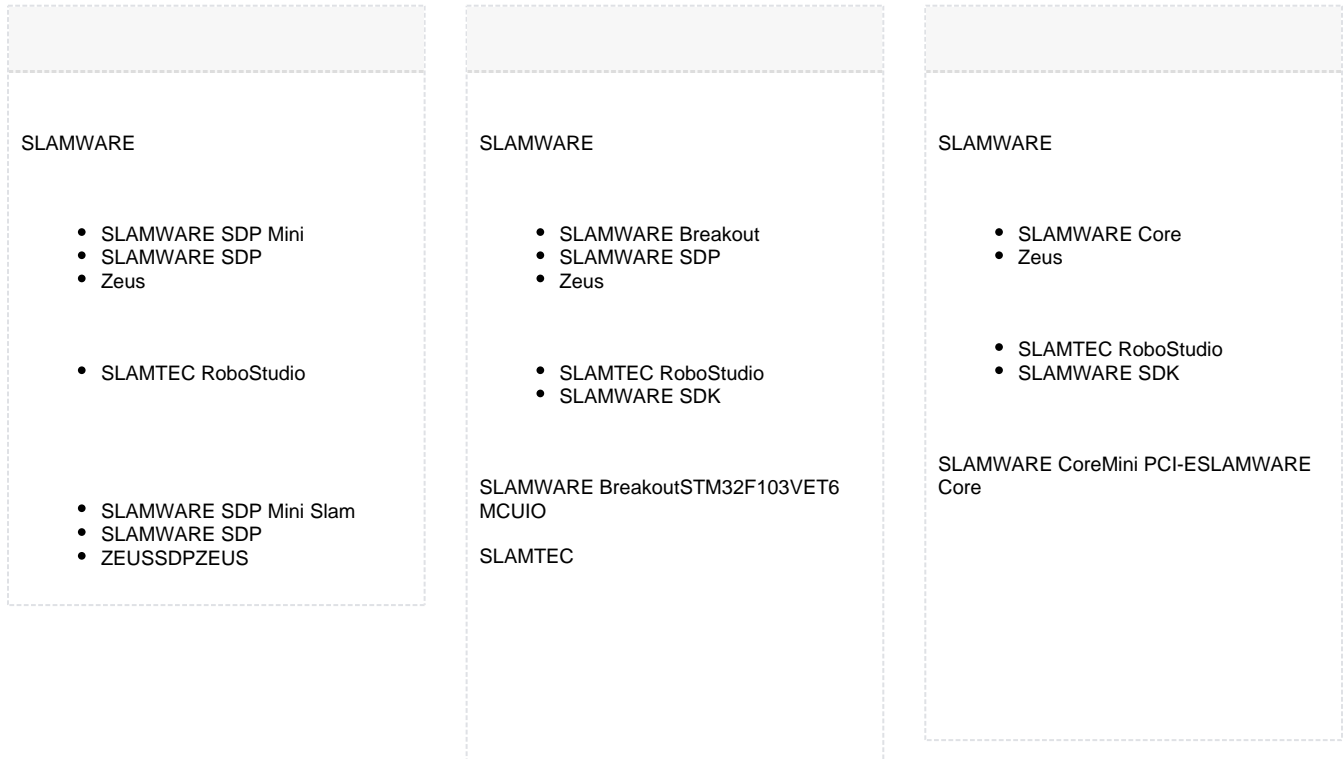 SLAMWARE
SLAMWARE SDP Mini
SLAMWARE SDP
Zeus
SLAMTEC RoboStudio
SLAMWARE SDP Mini Slam
SLAMWARE SDP
ZEUSSDPZEUS
SLAMWARE
SLAMWARE Breakout
SLAMWARE SDP
Zeus
SLAMTEC RoboStudio
SLAMWARE SDK
SLAMWARE BreakoutSTM32F103VET6
MCUIO
SLAMTEC
SLAMWARE
SLAMWARE Core
Zeus
SLAMTEC RoboStudio
SLAMWARE SDK
SLAMWARE CoreMini PCI-ESLAMWARE
Core